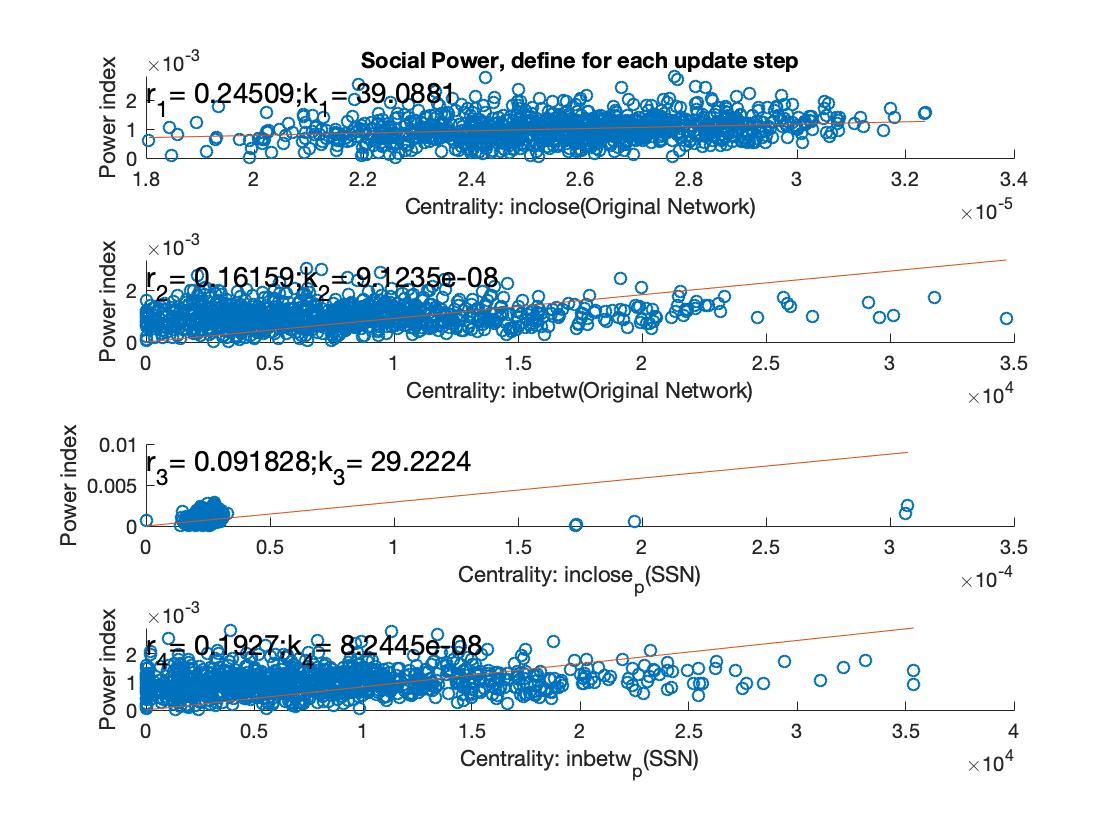 Social Power, define for each update step
×10-3
Power index
r1= 0.24509;k1= 39.0881
2
1
0
1.8 2 2.2 2.4 2.6 2.8 3 3.2 3.4
Centrality: inclose(Original Network)
×10-5
×10-3
Power index
r2= 0.16159;k2= 9.1235e-08
2
0
0 0.5 1 1.5 2 2.5 3 3.5
Centrality: inbetw(Original Network)
×104
Power index
0.01
r3= 0.091828;k3= 29.2224
0.005
0
0 0.5 1 1.5 2 2.5 3 3.5
Centrality: inclosep(SSN)
×10-4
×10-3
Power index
r4= 0.1927;k4= 8.2445e-08
2
1
0
0 0.5 1 1.5 2 2.5 3 3.5 4
Centrality: inbetwp(SSN)
×104